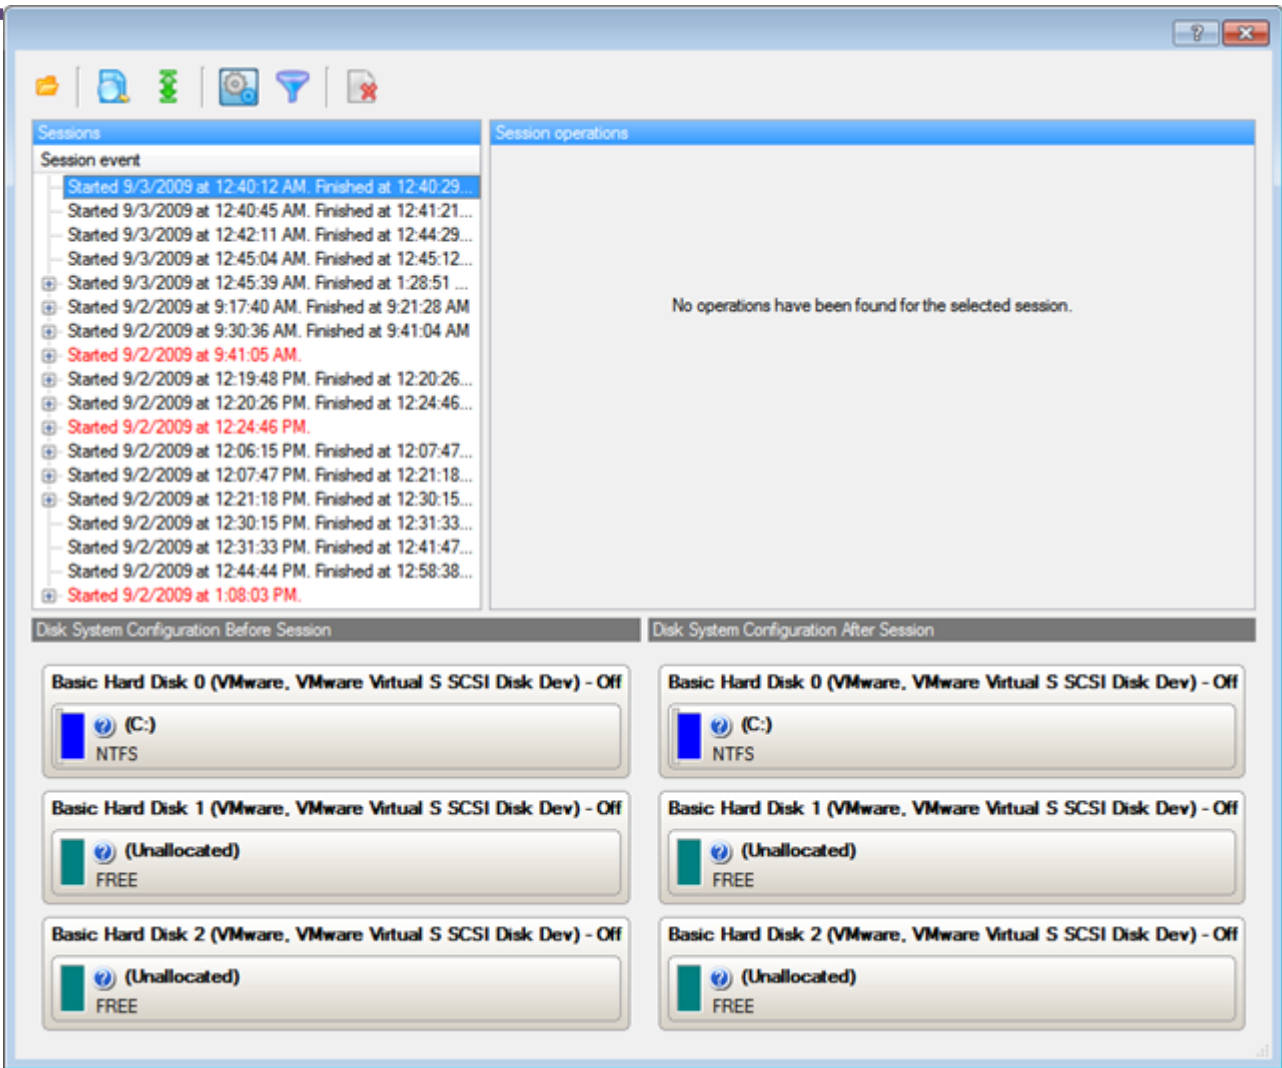 Sessions
Session operations
Session event
Started 9/3/2009 at 12:40:12 AM. Finished at 12:40:29...
Started 9/3/2009 at 12:40:45 AM. Finished at 12:41:21...
Started 9/3/2009 at 12:42:11 AM. Finished at 12:44:29...
Started 9/3/2009 at 12:45:04 AM. Finished at 12:45:12...
Started 9/3/2009 at 12:45:39 AM. Finished at 1:28:51 ...
Started 9/2/2009 at 9:17:40 AM. Finished at 9:21:28 AM
Started 9/2/2009 at 9:30:36 AM. Finished at 9:41:04 AM
Started 9/2/2009 at 9:41:05 AM.
Started 9/2/2009 at 12:19:48 PM. Finished at 12:20:26...
Started 9/2/2009 at 12:20:26 PM. Finished at 12:24:46...
Started 9/2/2009 at 12:24:46 PM.
Started 9/2/2009 at 12:06:15 PM. Finished at 12:07:47...
Started 9/2/2009 at 12:07:47 PM. Finished at 12:21:18...
Started 9/2/2009 at 12:21:18 PM. Finished at 12:30:15...
Started 9/2/2009 at 12:30:15 PM. Finished at 12:31:33...
Started 9/2/2009 at 12:31:33 PM. Finished at 12:41:47...
Started 9/2/2009 at 12:44:44 PM. Finished at 12:58:38...
Started 9/2/2009 at 1:08:03 PM.
No operations have been found for the selected session.
Disk System Configuration Before Session
Basic Hard Disk 0 (VMware, VMware Virtual S SCSI Disk Dev) - Off
(C:)
NTFS
Basic Hard Disk 1 (VMware, VMware Virtual S SCSI Disk Dev) - Off
(Unallocated)
FREE
Basic Hard Disk 2 (VMware, VMware Virtual S SCSI Disk Dev) - Off
(Unallocated)
FREE
Disk System Configuration After Session
Basic Hard Disk 0 (VMware, VMware Virtual S SCSI Disk Dev) - Off
(C:)
NTFS
Basic Hard Disk 1 (VMware, VMware Virtual S SCSI Disk Dev) - Off
(Unallocated)
FREE
Basic Hard Disk 2 (VMware, VMware Virtual S SCSI Disk Dev) - Off
(Unallocated)
FREE